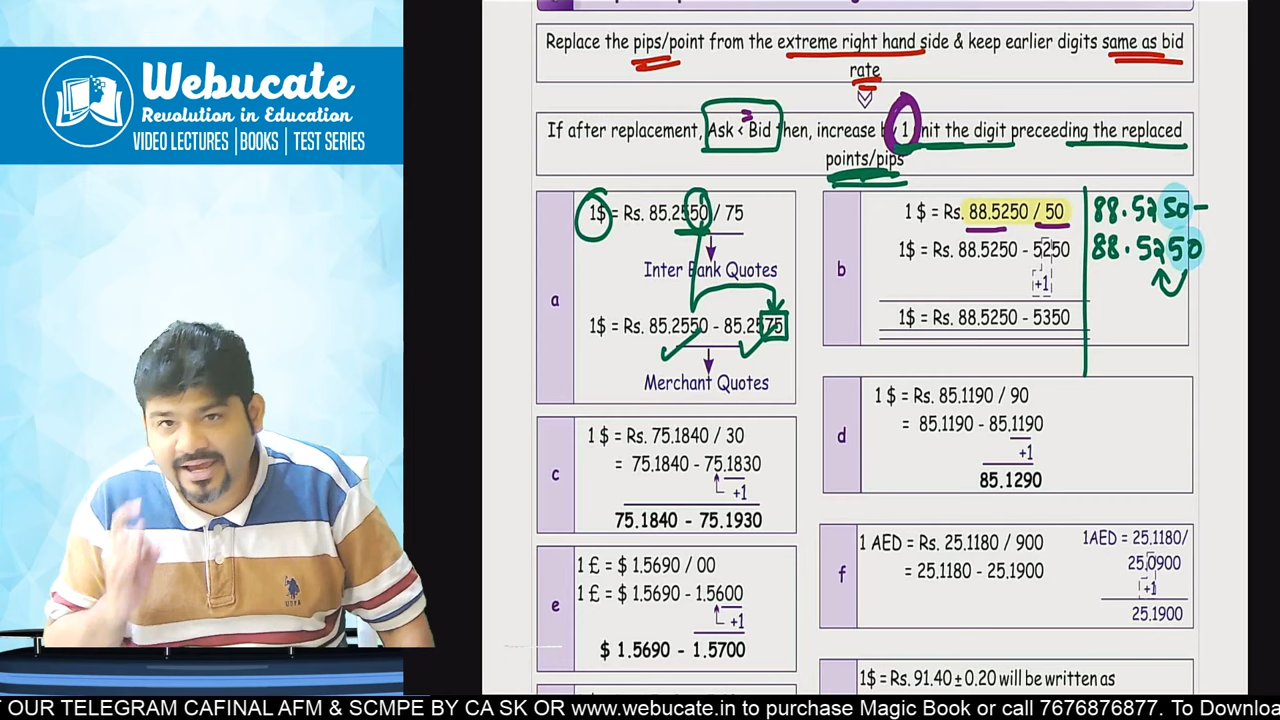 Webucate
Revolution in Education
VIDEO LECTURES |BOOKS | TEST SERIES
Replace the pips/point from the extreme right hand side & keep earlier digits same as bid
rate
If after replacement, Ask < Bid then, increase by 1 unit the digit preceeding the replaced
points/pips
a
1$ = Rs. 85.2550 / 75
Inter Bank Quotes
1$ = Rs. 85.2550 - 85.2575
Merchant Quotes
b
1 $ = Rs. 88.5250 / 50
1$ = Rs. 88.5250 - 5250
+1
1$ = Rs. 88.5250 - 5350
88.5250 -
88.5250
c
1 $ = Rs. 75.1840 / 30
= 75.1840 - 75.1830
+1
75.1840 - 75.1930
d
1 $ = Rs. 85.1190 / 90
= 85.1190 - 85.1190
+1
85.1290
e
1 £ = $ 1.5690 / 00
1 £ = $ 1.5690 - 1.5600
+1
$ 1.5690 - 1.5700
f
1 AED = Rs. 25.1180 / 900
= 25.1180 - 25.1900
1AED = 25.1180/
25.0900
+1
25.1900
1$ = Rs. 91.40 ± 0.20 will be written as
T OUR TELEGRAM CAFINAL AFM & SCMPE BY CA SK OR www.webucate.in to purchase Magic Book or call 7676876877. To Downloa